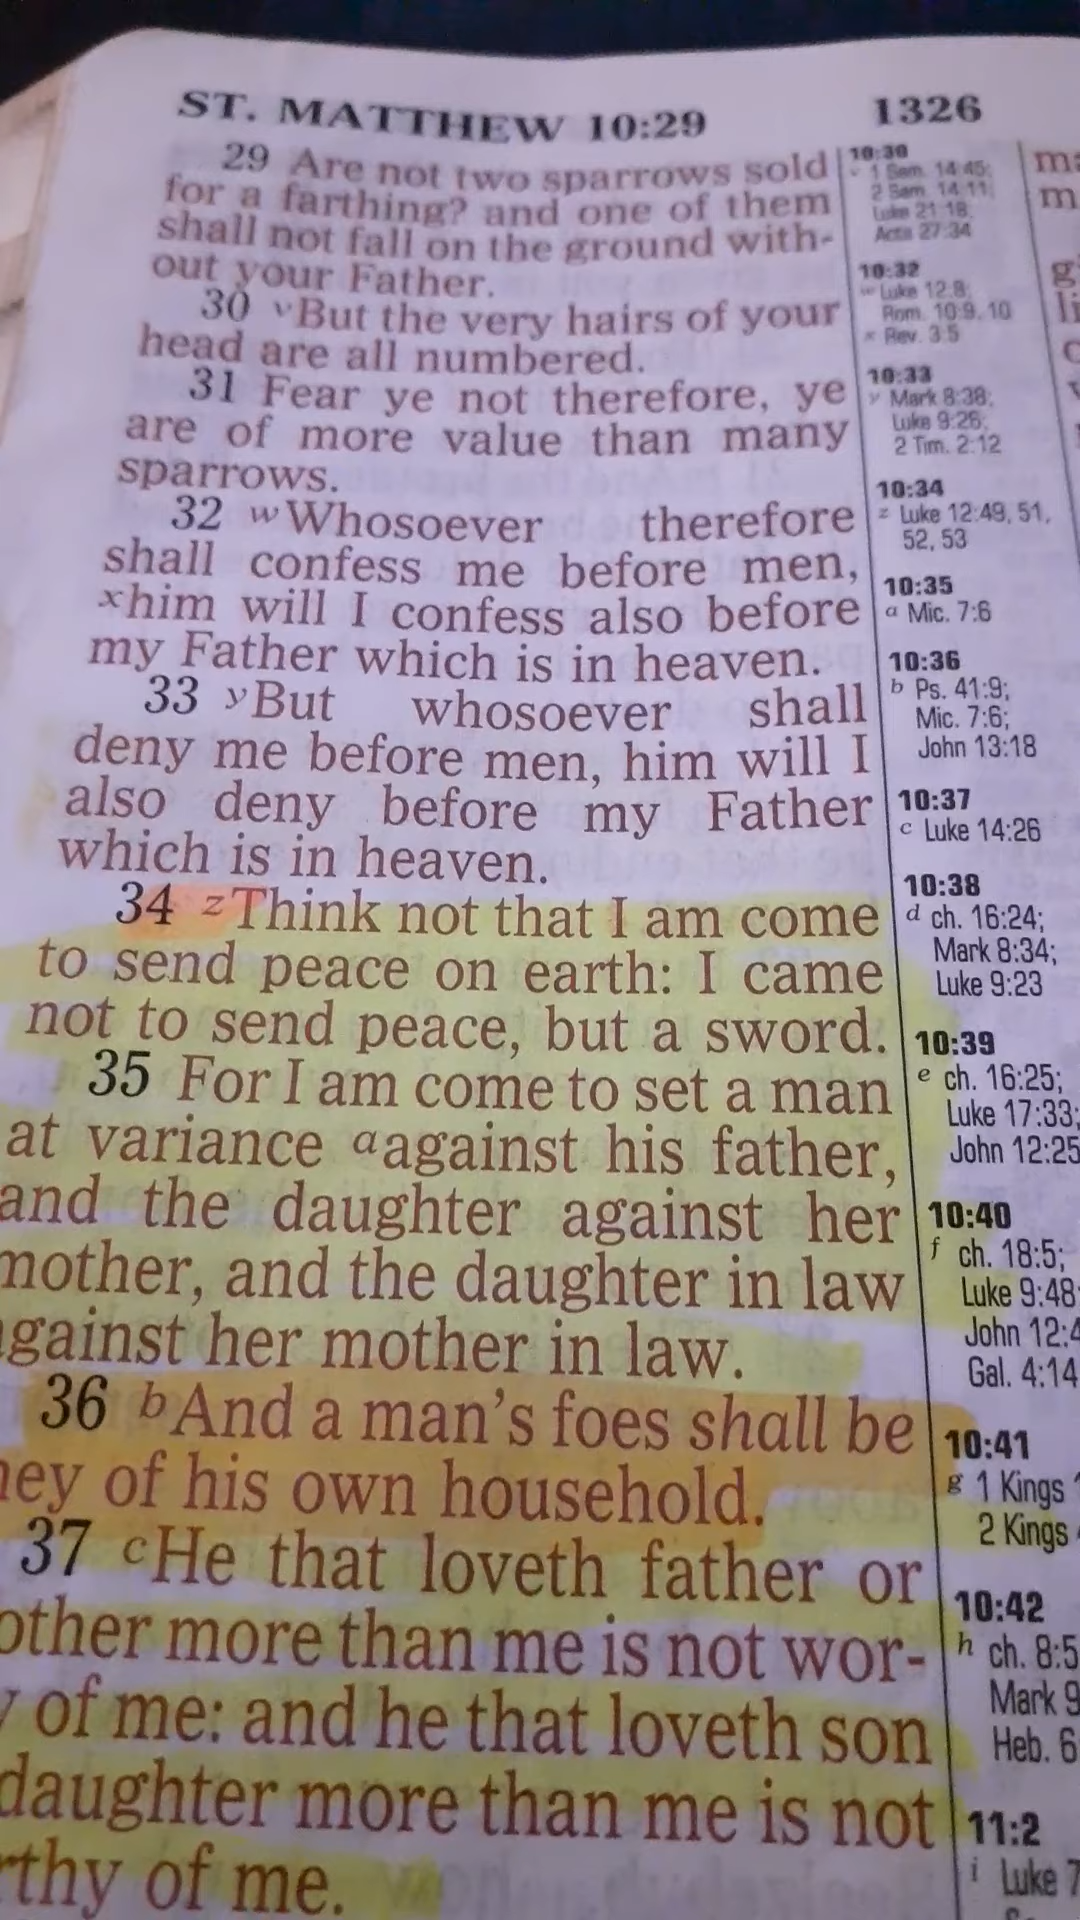 ST. MATTHEW 10:29 1326
29 Are not two sparrows sold
for a farthing? and one of them
shall not fall on the ground with-
out your Father.
30 vBut the very hairs of your
head are all numbered.
31 Fear ye not therefore, ye
are of more value than many
sparrows.
32 wWhosoever therefore
shall confess me before men,
xhim will I confess also before
my Father which is in heaven.
33 yBut whosoever shall
deny me before men, him will I
also deny before my Father
which is in heaven.
34 zThink not that I am come
to send peace on earth: I came
not to send peace, but a sword.
35 For I am come to set a man
at variance aagainst his father,
and the daughter against her
mother, and the daughter in law
against her mother in law.
36 bAnd a man's foes shall be
ey of his own household.
37 cHe that loveth father or
other more than me is not wor-
of me: and he that loveth son
daughter more than me is not
thy of me.
10:30
v 1 Sam. 14:45;
2 Sam. 14:11;
Luke 21:18;
Acts 27:34
10:32
w Luke 12:8;
Rom. 10:9, 10
x Rev. 3:5
10:33
y Mark 8:38;
Luke 9:26;
2 Tim. 2:12
10:34
z Luke 12:49, 51,
52, 53
10:35
a Mic. 7:6
10:36
b Ps. 41:9;
Mic. 7:6;
John 13:18
10:37
c Luke 14:26
10:38
d ch. 16:24;
Mark 8:34;
Luke 9:23
10:39
e ch. 16:25;
Luke 17:33;
John 12:25
10:40
f ch. 18:5;
Luke 9:48
John 12:4
Gal. 4:14
10:41
g 1 Kings
2 Kings
10:42
h ch. 8:5
Mark 9
Heb. 6
11:2
i Luke 7